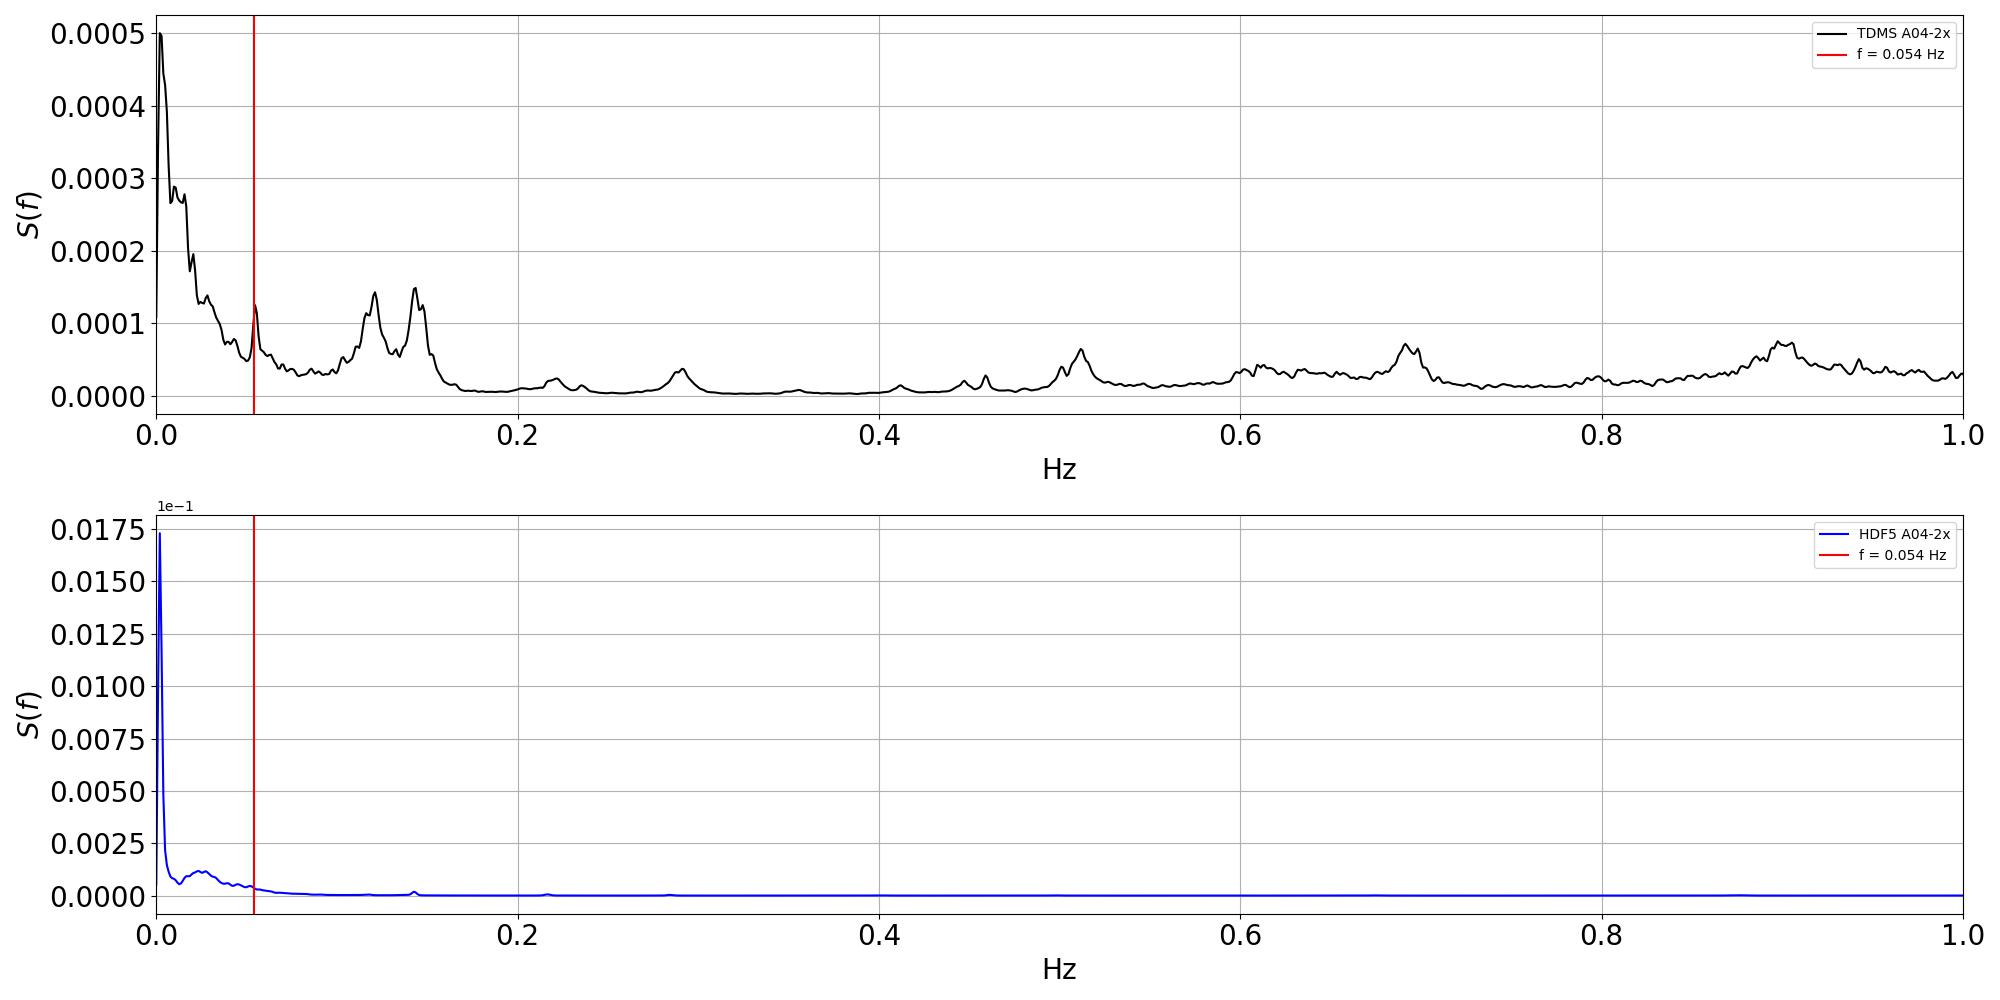 0.0005
0.0004
0.0003
0.0002
0.0001
0.0000
S(f)
TDMS A04-2x
f = 0.054 Hz
0.0 0.2 0.4 0.6 0.8 1.0
Hz
1e−1
0.0175
0.0150
0.0125
0.0100
0.0075
0.0050
0.0025
0.0000
S(f)
HDF5 A04-2x
f = 0.054 Hz
0.0 0.2 0.4 0.6 0.8 1.0
Hz